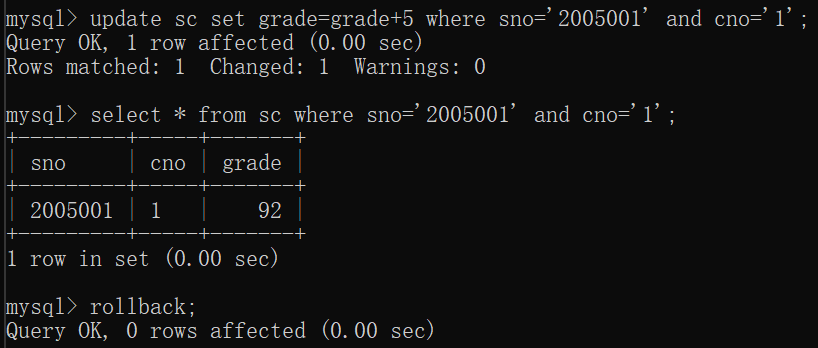 mysql> update sc set grade=grade+5 where sno='2005001' and cno='1';
Query OK, 1 row affected (0.00 sec)
Rows matched: 1  Changed: 1  Warnings: 0
mysql> select * from sc where sno='2005001' and cno='1';
+---------+-----+-------+
| sno     | cno | grade |
+---------+-----+-------+
| 2005001 | 1   |    92 |
+---------+-----+-------+
1 row in set (0.00 sec)
mysql> rollback;
Query OK, 0 rows affected (0.00 sec)